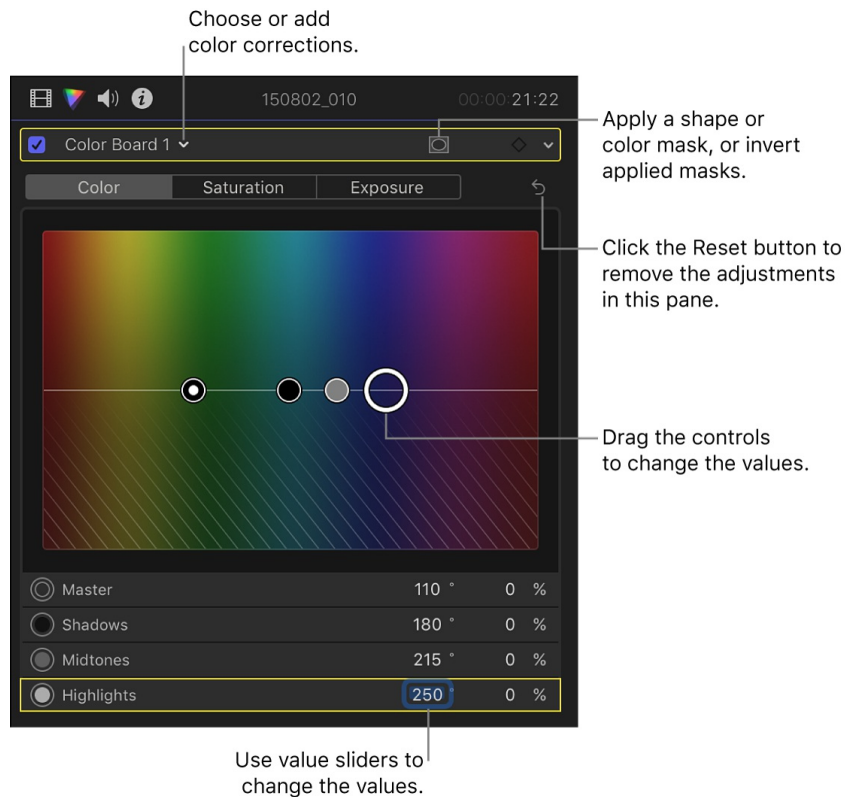 Choose or add
color corrections.
150802_010
00:00:21:22
Color Board 1
Apply a shape or
color mask, or invert
applied masks.
Color
Saturation
Exposure
Click the Reset button to
remove the adjustments
in this pane.
Drag the controls
to change the values.
Master 110 ° 0 %
Shadows 180 ° 0 %
Midtones 215 ° 0 %
Highlights 250 ° 0 %
Use value sliders to
change the values.